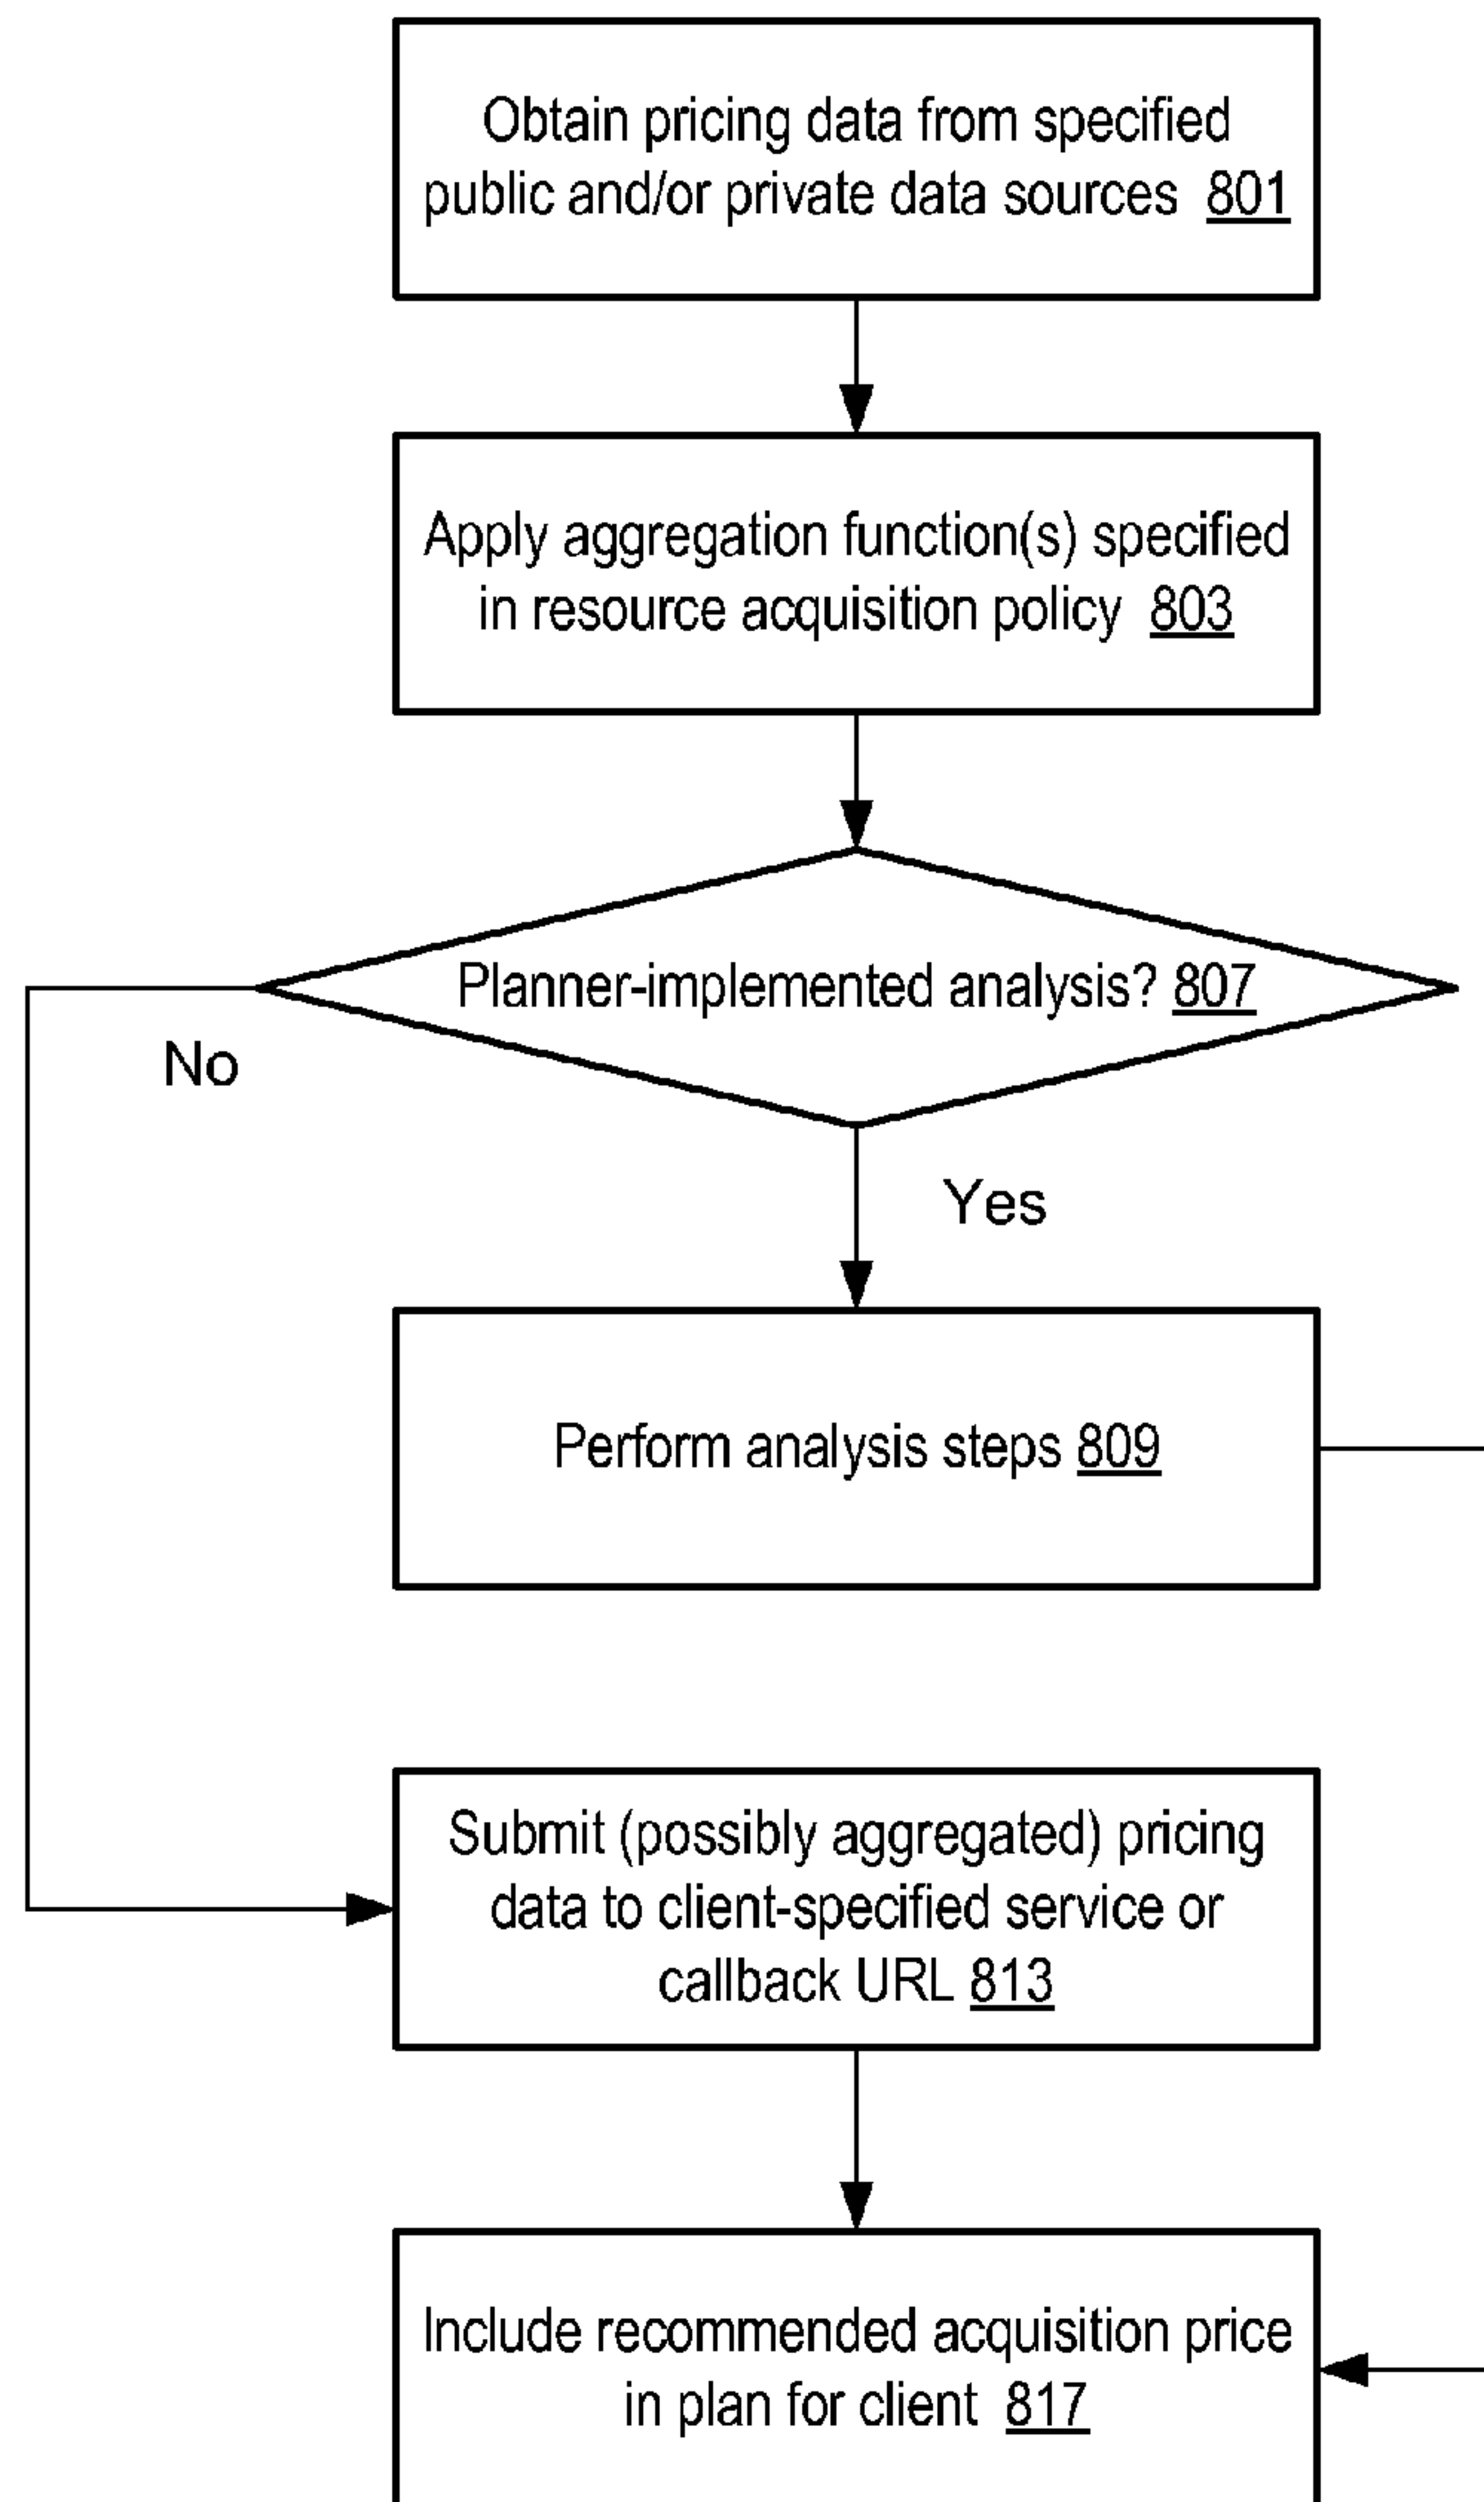 Obtain pricing data from specified
public and/or private data sources 801
Apply aggregation function(s) specified
in resource acquisition policy 803
Planner-implemented analysis? 807
No
Yes
Perform analysis steps 809
Submit (possibly aggregated) pricing
data to client-specified service or
callback URL 813
Include recommended acquisition price
in plan for client 817